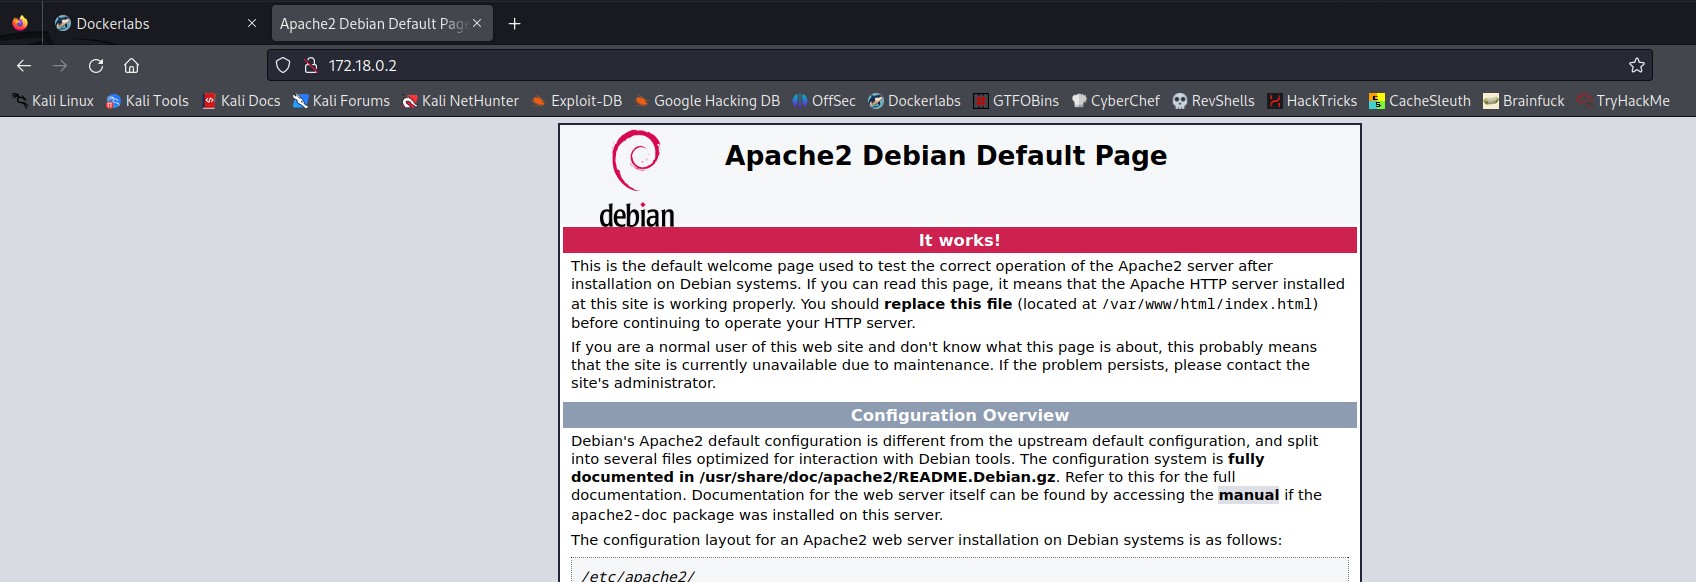 Dockerlabs
Apache2 Debian Default Pag
172.18.0.2
Kali Linux Kali Tools Kali Docs Kali Forums Kali NetHunter Exploit-DB Google Hacking DB OffSec Dockerlabs GTFOBins CyberChef RevShells HackTricks CacheSleuth Brainfuck TryHackMe
Apache2 Debian Default Page
debian
It works!
This is the default welcome page used to test the correct operation of the Apache2 server after
installation on Debian systems. If you can read this page, it means that the Apache HTTP server installed
at this site is working properly. You should replace this file (located at /var/www/html/index.html)
before continuing to operate your HTTP server.
If you are a normal user of this web site and don't know what this page is about, this probably means
that the site is currently unavailable due to maintenance. If the problem persists, please contact the
site's administrator.
Configuration Overview
Debian's Apache2 default configuration is different from the upstream default configuration, and split
into several files optimized for interaction with Debian tools. The configuration system is fully
documented in /usr/share/doc/apache2/README.Debian.gz. Refer to this for the full
documentation. Documentation for the web server itself can be found by accessing the manual if the
apache2-doc package was installed on this server.
The configuration layout for an Apache2 web server installation on Debian systems is as follows:
/etc/apache2/